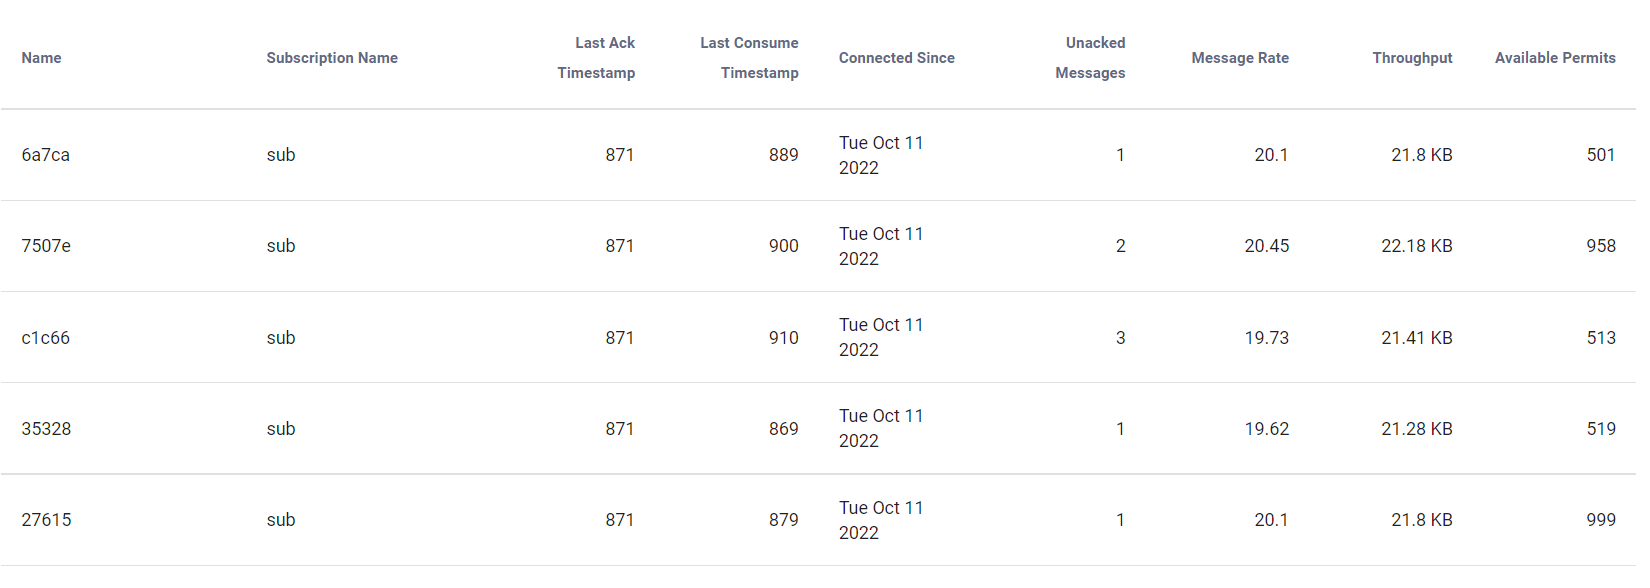 Name Subscription Name Last Ack Timestamp Last Consume Timestamp Connected Since Unacked Messages Message Rate Throughput Available Permits
6a7ca sub 871 889 Tue Oct 11 2022 1 20.1 21.8 KB 501
7507e sub 871 900 Tue Oct 11 2022 2 20.45 22.18 KB 958
c1c66 sub 871 910 Tue Oct 11 2022 3 19.73 21.41 KB 513
35328 sub 871 869 Tue Oct 11 2022 1 19.62 21.28 KB 519
27615 sub 871 879 Tue Oct 11 2022 1 20.1 21.8 KB 999